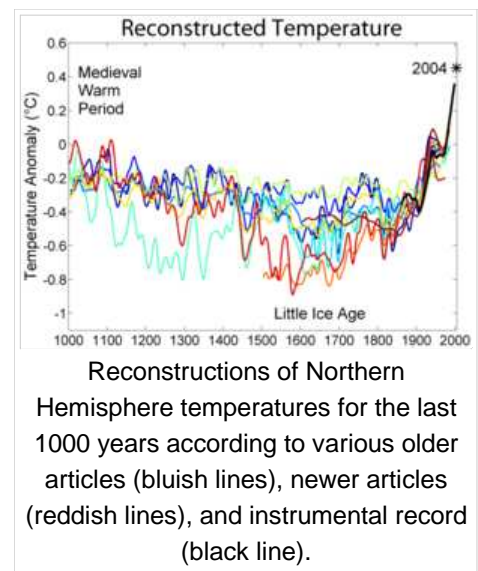 Reconstructed Temperature
0.6
0.4
0.2
0
-0.2
-0.4
-0.6
-0.8
-1
Temperature Anomaly (°C)
Medieval
Warm
Period
2004 *
Little Ice Age
1000 1100 1200 1300 1400 1500 1600 1700 1800 1900 2000
Reconstructions of Northern
Hemisphere temperatures for the last
1000 years according to various older
articles (bluish lines), newer articles
(reddish lines), and instrumental record
(black line).